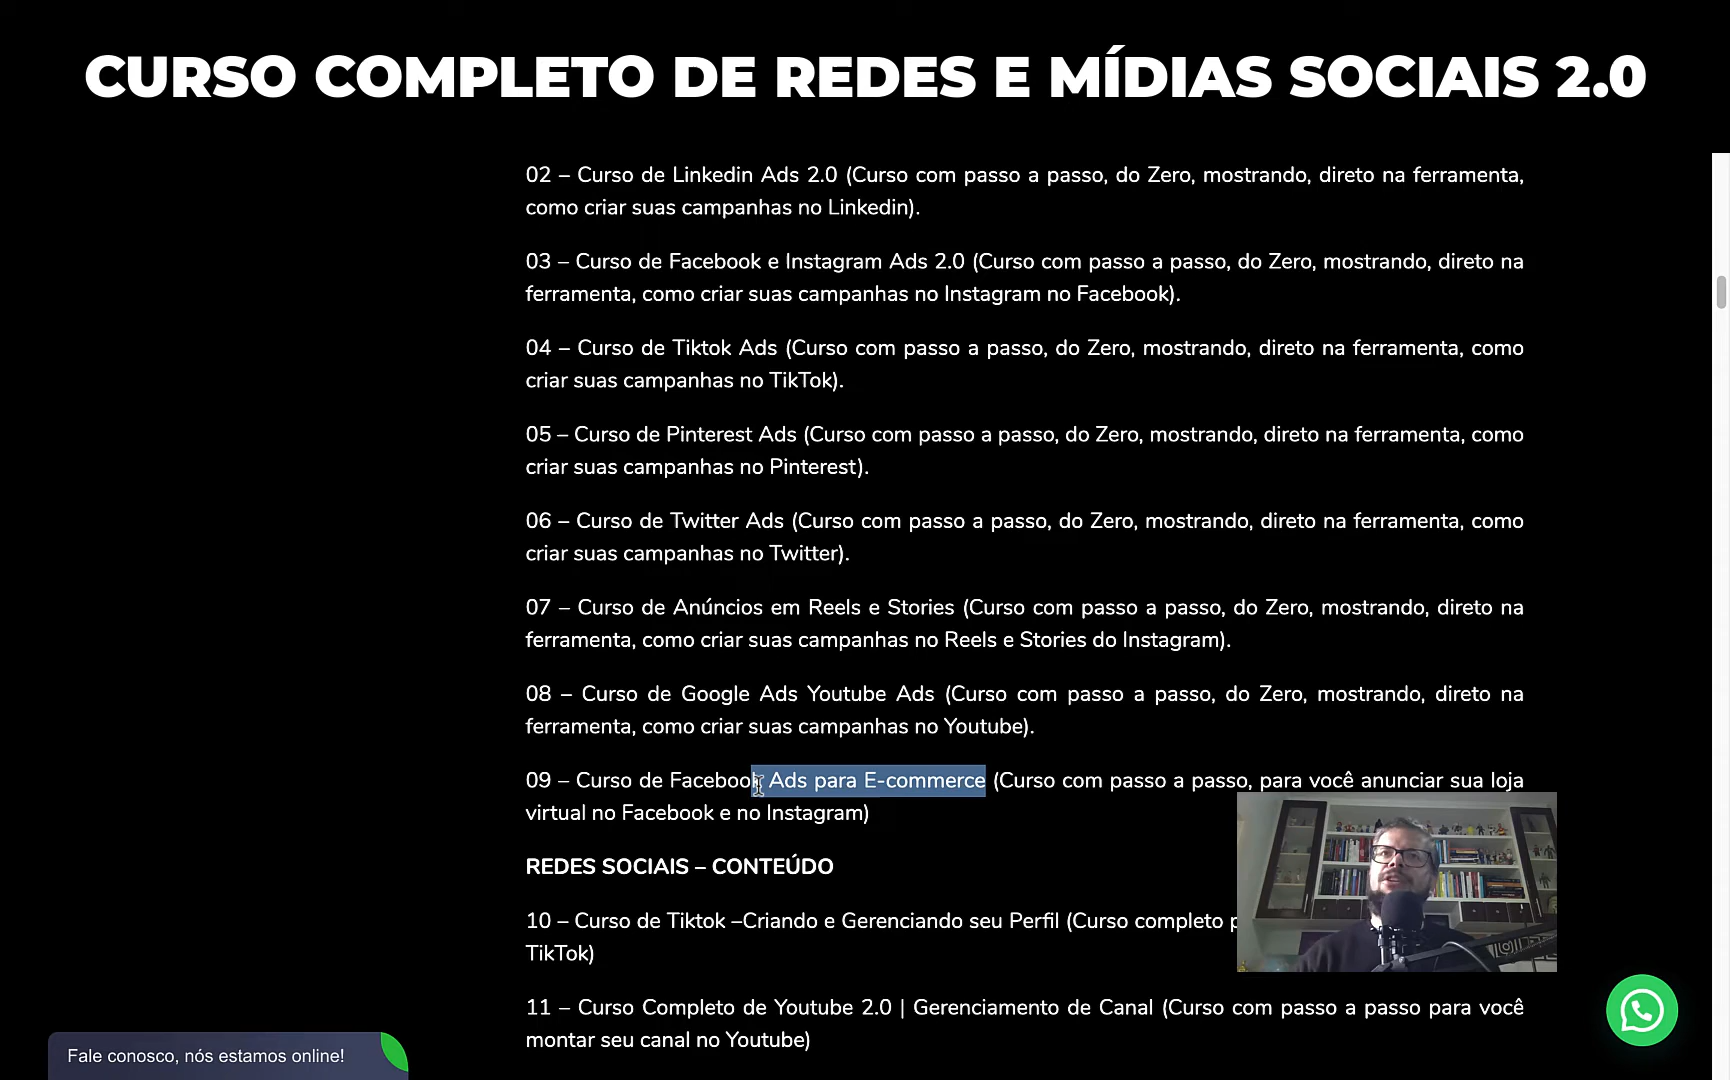 CURSO COMPLETO DE REDES E MÍDIAS SOCIAIS 2.0
02 – Curso de Linkedin Ads 2.0 (Curso com passo a passo, do Zero, mostrando, direto na ferramenta,
como criar suas campanhas no Linkedin).
03 – Curso de Facebook e Instagram Ads 2.0 (Curso com passo a passo, do Zero, mostrando, direto na
ferramenta, como criar suas campanhas no Instagram no Facebook).
04 – Curso de Tiktok Ads (Curso com passo a passo, do Zero, mostrando, direto na ferramenta, como
criar suas campanhas no TikTok).
05 – Curso de Pinterest Ads (Curso com passo a passo, do Zero, mostrando, direto na ferramenta, como
criar suas campanhas no Pinterest).
06 – Curso de Twitter Ads (Curso com passo a passo, do Zero, mostrando, direto na ferramenta, como
criar suas campanhas no Twitter).
07 – Curso de Anúncios em Reels e Stories (Curso com passo a passo, do Zero, mostrando, direto na
ferramenta, como criar suas campanhas no Reels e Stories do Instagram).
08 – Curso de Google Ads Youtube Ads (Curso com passo a passo, do Zero, mostrando, direto na
ferramenta, como criar suas campanhas no Youtube).
09 – Curso de Facebook Ads para E-commerce (Curso com passo a passo, para você anunciar sua loja
virtual no Facebook e no Instagram)
REDES SOCIAIS – CONTEÚDO
10 – Curso de Tiktok –Criando e Gerenciando seu Perfil (Curso completo
TikTok)
11 – Curso Completo de Youtube 2.0 | Gerenciamento de Canal (Curso com passo a passo para você
montar seu canal no Youtube)
Fale conosco, nós estamos online!